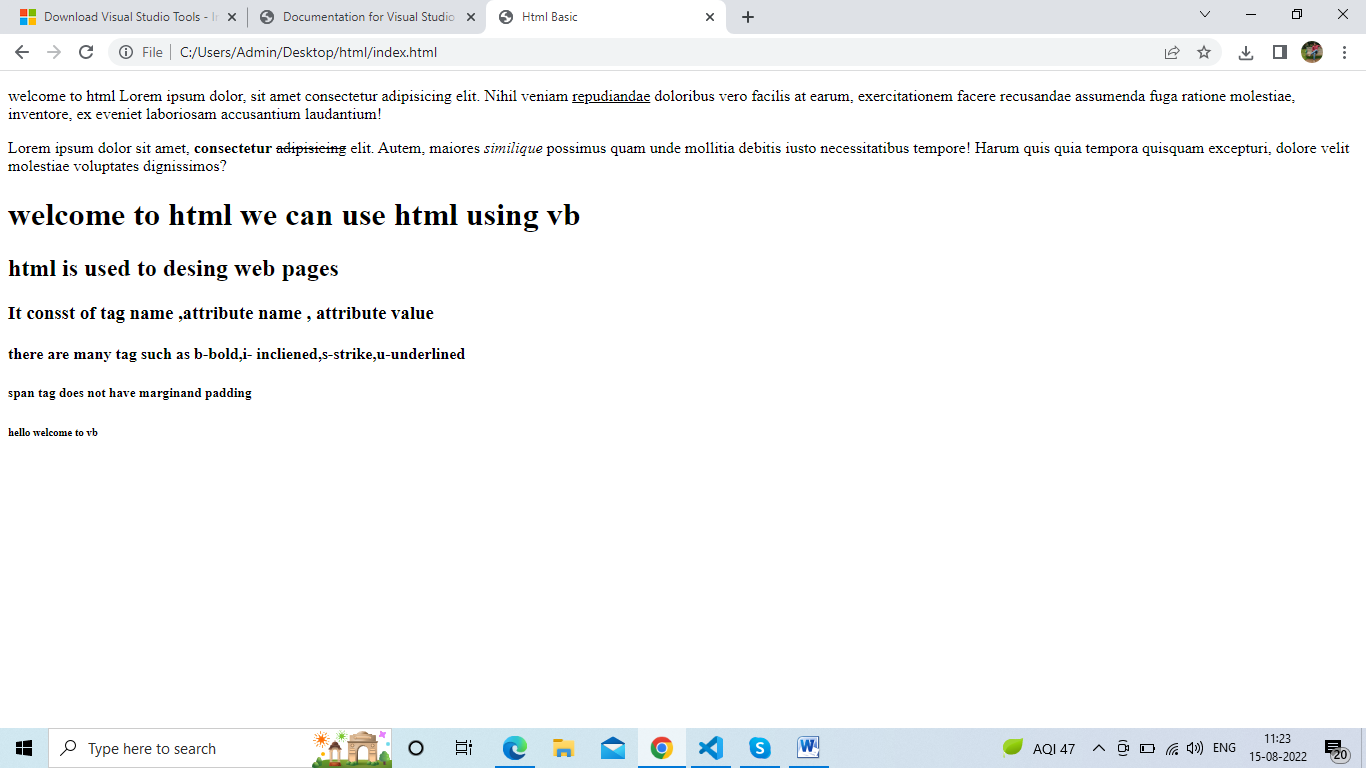 Download Visual Studio Tools - In
Documentation for Visual Studio
Html Basic
File
C:/Users/Admin/Desktop/html/index.html
welcome to html Lorem ipsum dolor, sit amet consectetur adipisicing elit. Nihil veniam repudiandae doloribus vero facilis at earum, exercitationem facere recusandae assumenda fuga ratione molestiae,
inventore, ex eveniet laboriosam accusantium laudantium!
Lorem ipsum dolor sit amet, consectetur adipisicing elit. Autem, maiores similique possimus quam unde mollitia debitis iusto necessitatibus tempore! Harum quis quia tempora quisquam excepturi, dolore velit
molestiae voluptates dignissimos?
welcome to html we can use html using vb
html is used to desing web pages
It consst of tag name ,attribute name , attribute value
there are many tag such as b-bold,i- incliened,s-strike,u-underlined
span tag does not have marginand padding
hello welcome to vb
Type here to search
AQI 47
ENG
11:23
15-08-2022
20